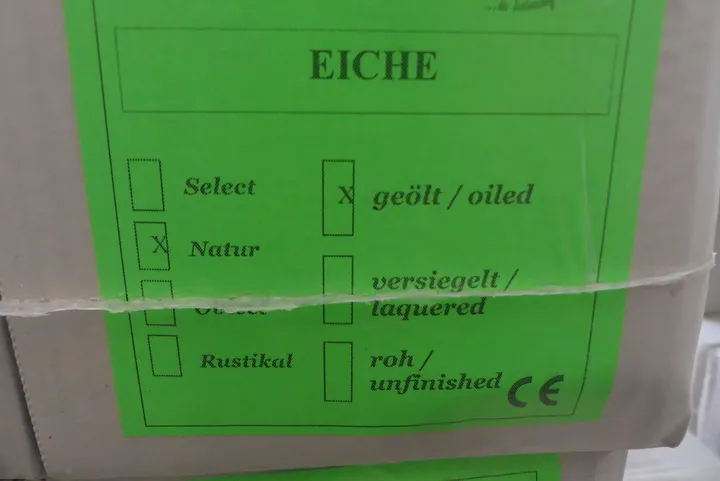 EICHE
Select
X geölt / oiled
X Natur
versiegelt /
laquered
Rustikal
roh /
unfinished
CE